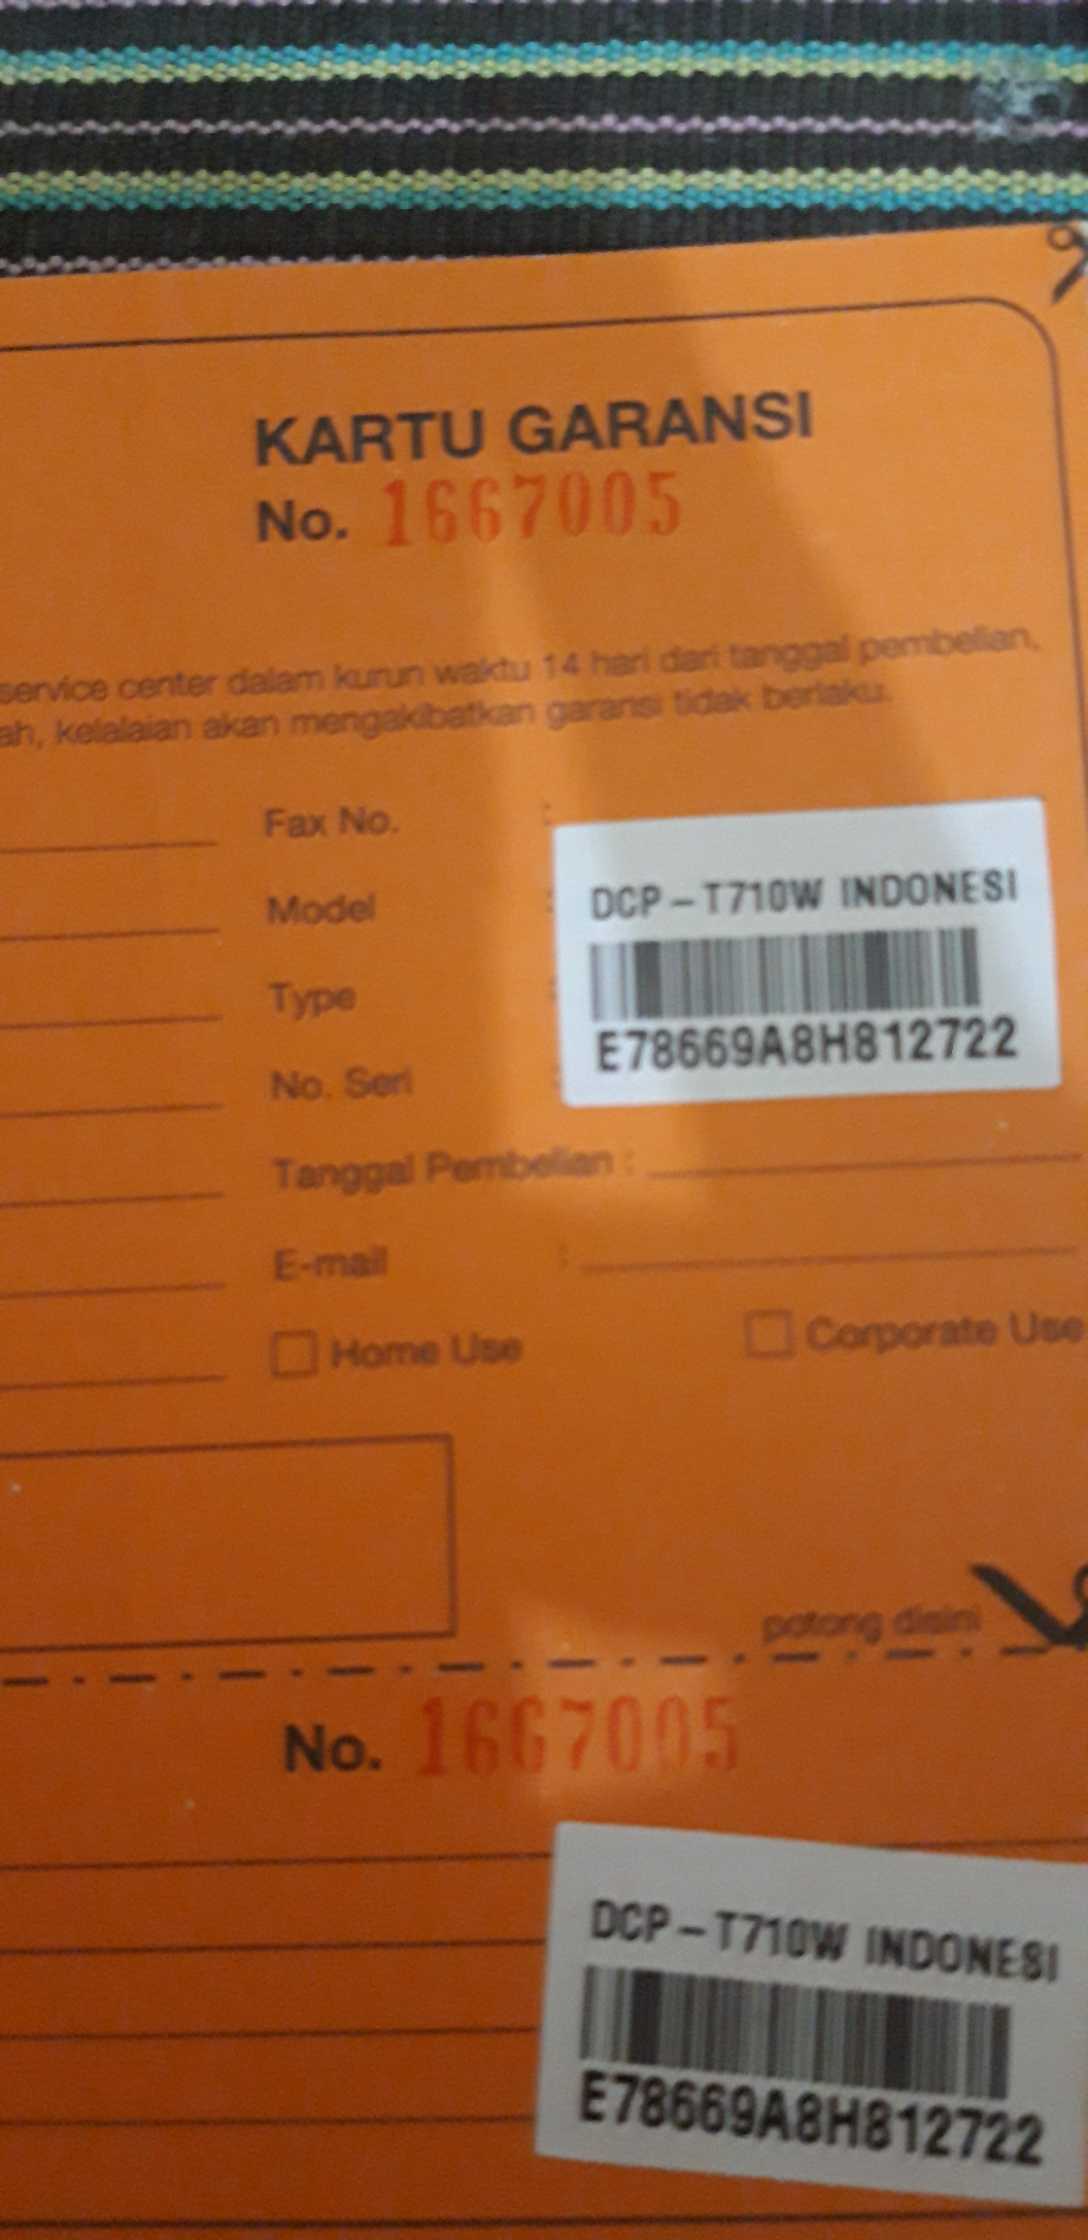 KARTU GARANSI
No. 1667005
service center dalam kurun waktu 14 hari dari tanggal pembelian,
ah, kelalaian akan mengakibatkan garansi tidak berlaku.
Fax No. :
Model :
Type :
No. Seri :
DCP-T710W INDONESI
E78669A8H812722
Tanggal Pembelian :
E-mail :
Home Use
Corporate Use
potong disini
No. 1667005
DCP-T710W INDONESI
E78669A8H812722